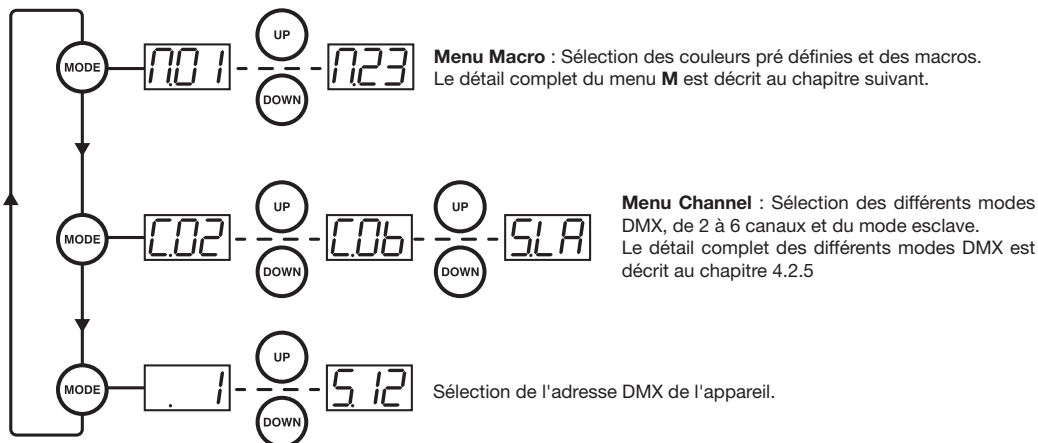 UP
MODE
M.01
M.23
DOWN
Menu Macro : Sélection des couleurs pré définies et des macros.
Le détail complet du menu M est décrit au chapitre suivant.
UP
UP
MODE
C.02
C.06
S.LA
DOWN
DOWN
Menu Channel : Sélection des différents modes
DMX, de 2 à 6 canaux et du mode esclave.
Le détail complet des différents modes DMX est
décrit au chapitre 4.2.5
UP
MODE
. 1
5.12
DOWN
Sélection de l'adresse DMX de l'appareil.